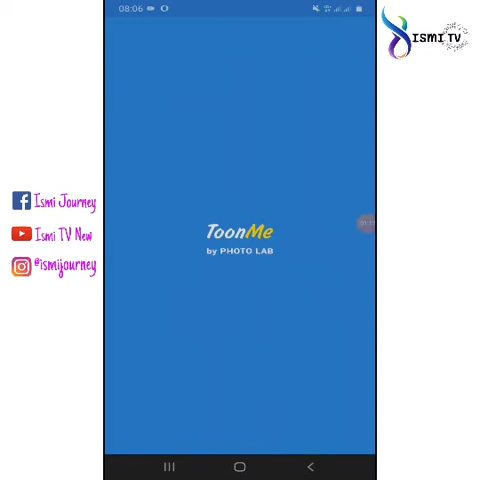 08:06
ISMI TV
Ismi Journey
Ismi TV New
@ismijourney
ToonMe
by PHOTO LAB